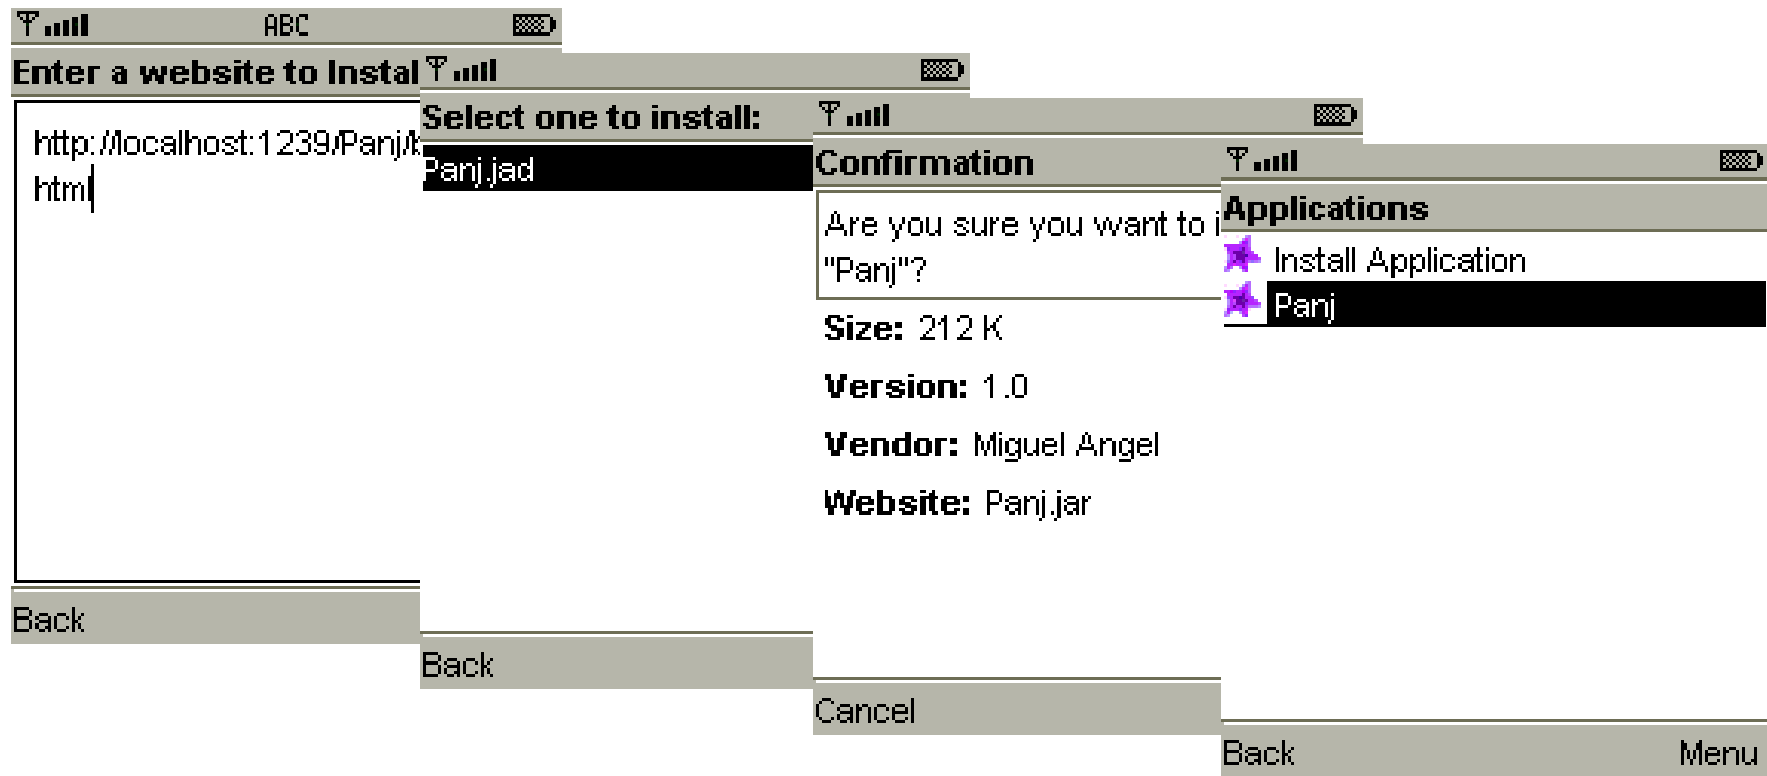 ABC
Enter a website to Instal
http://localhost:1239/Panj/
html
Back
Select one to install:
Panj.jad
Back
Confirmation
Are you sure you want to i
"Panj"?
Size: 212 K
Version: 1.0
Vendor: Miguel Angel
Website: Panj.jar
Cancel
Applications
Install Application
Panj
Back Menu